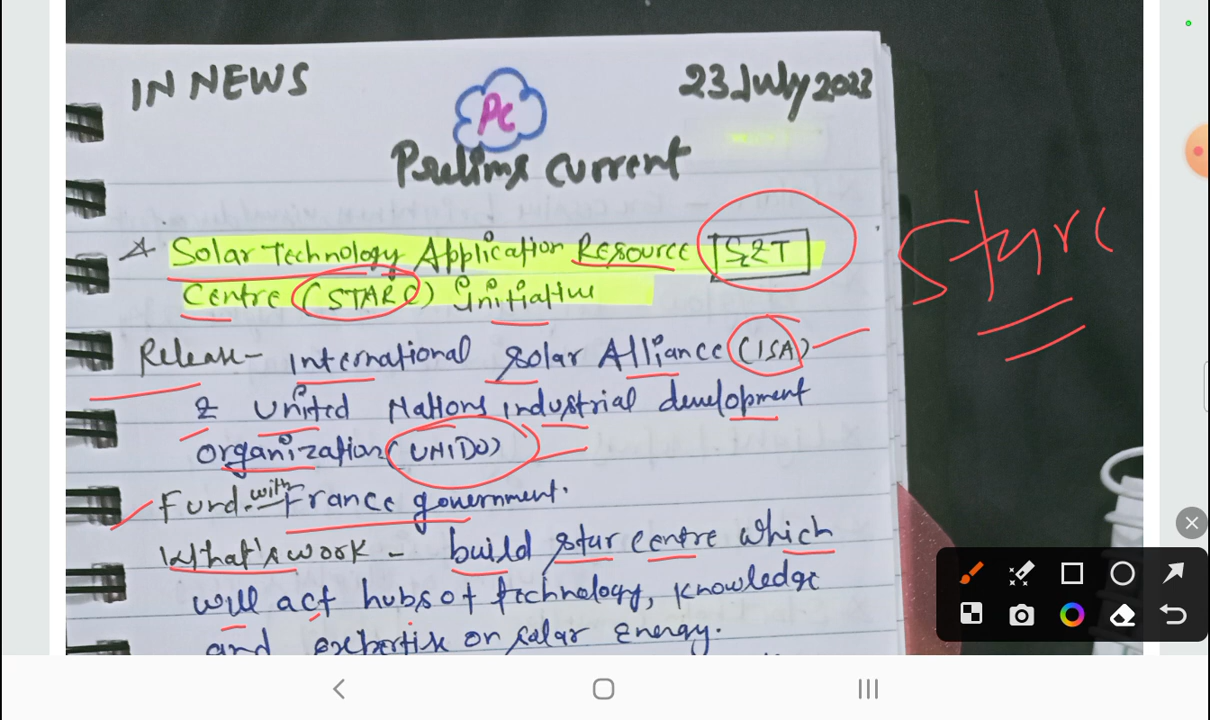 IN NEWS
23 July 2023
PC
Prelims current
Solar Technology Application Resource S&T
Centre (STARC) initiative
Release- international solar Alliance (ISA)
& united Nations industrial development
organization (UNIDO)
Fund. with France government.
What's work - build star centre which
will act hubs of technology, knowledge
and expertise on salar energy.
Starc